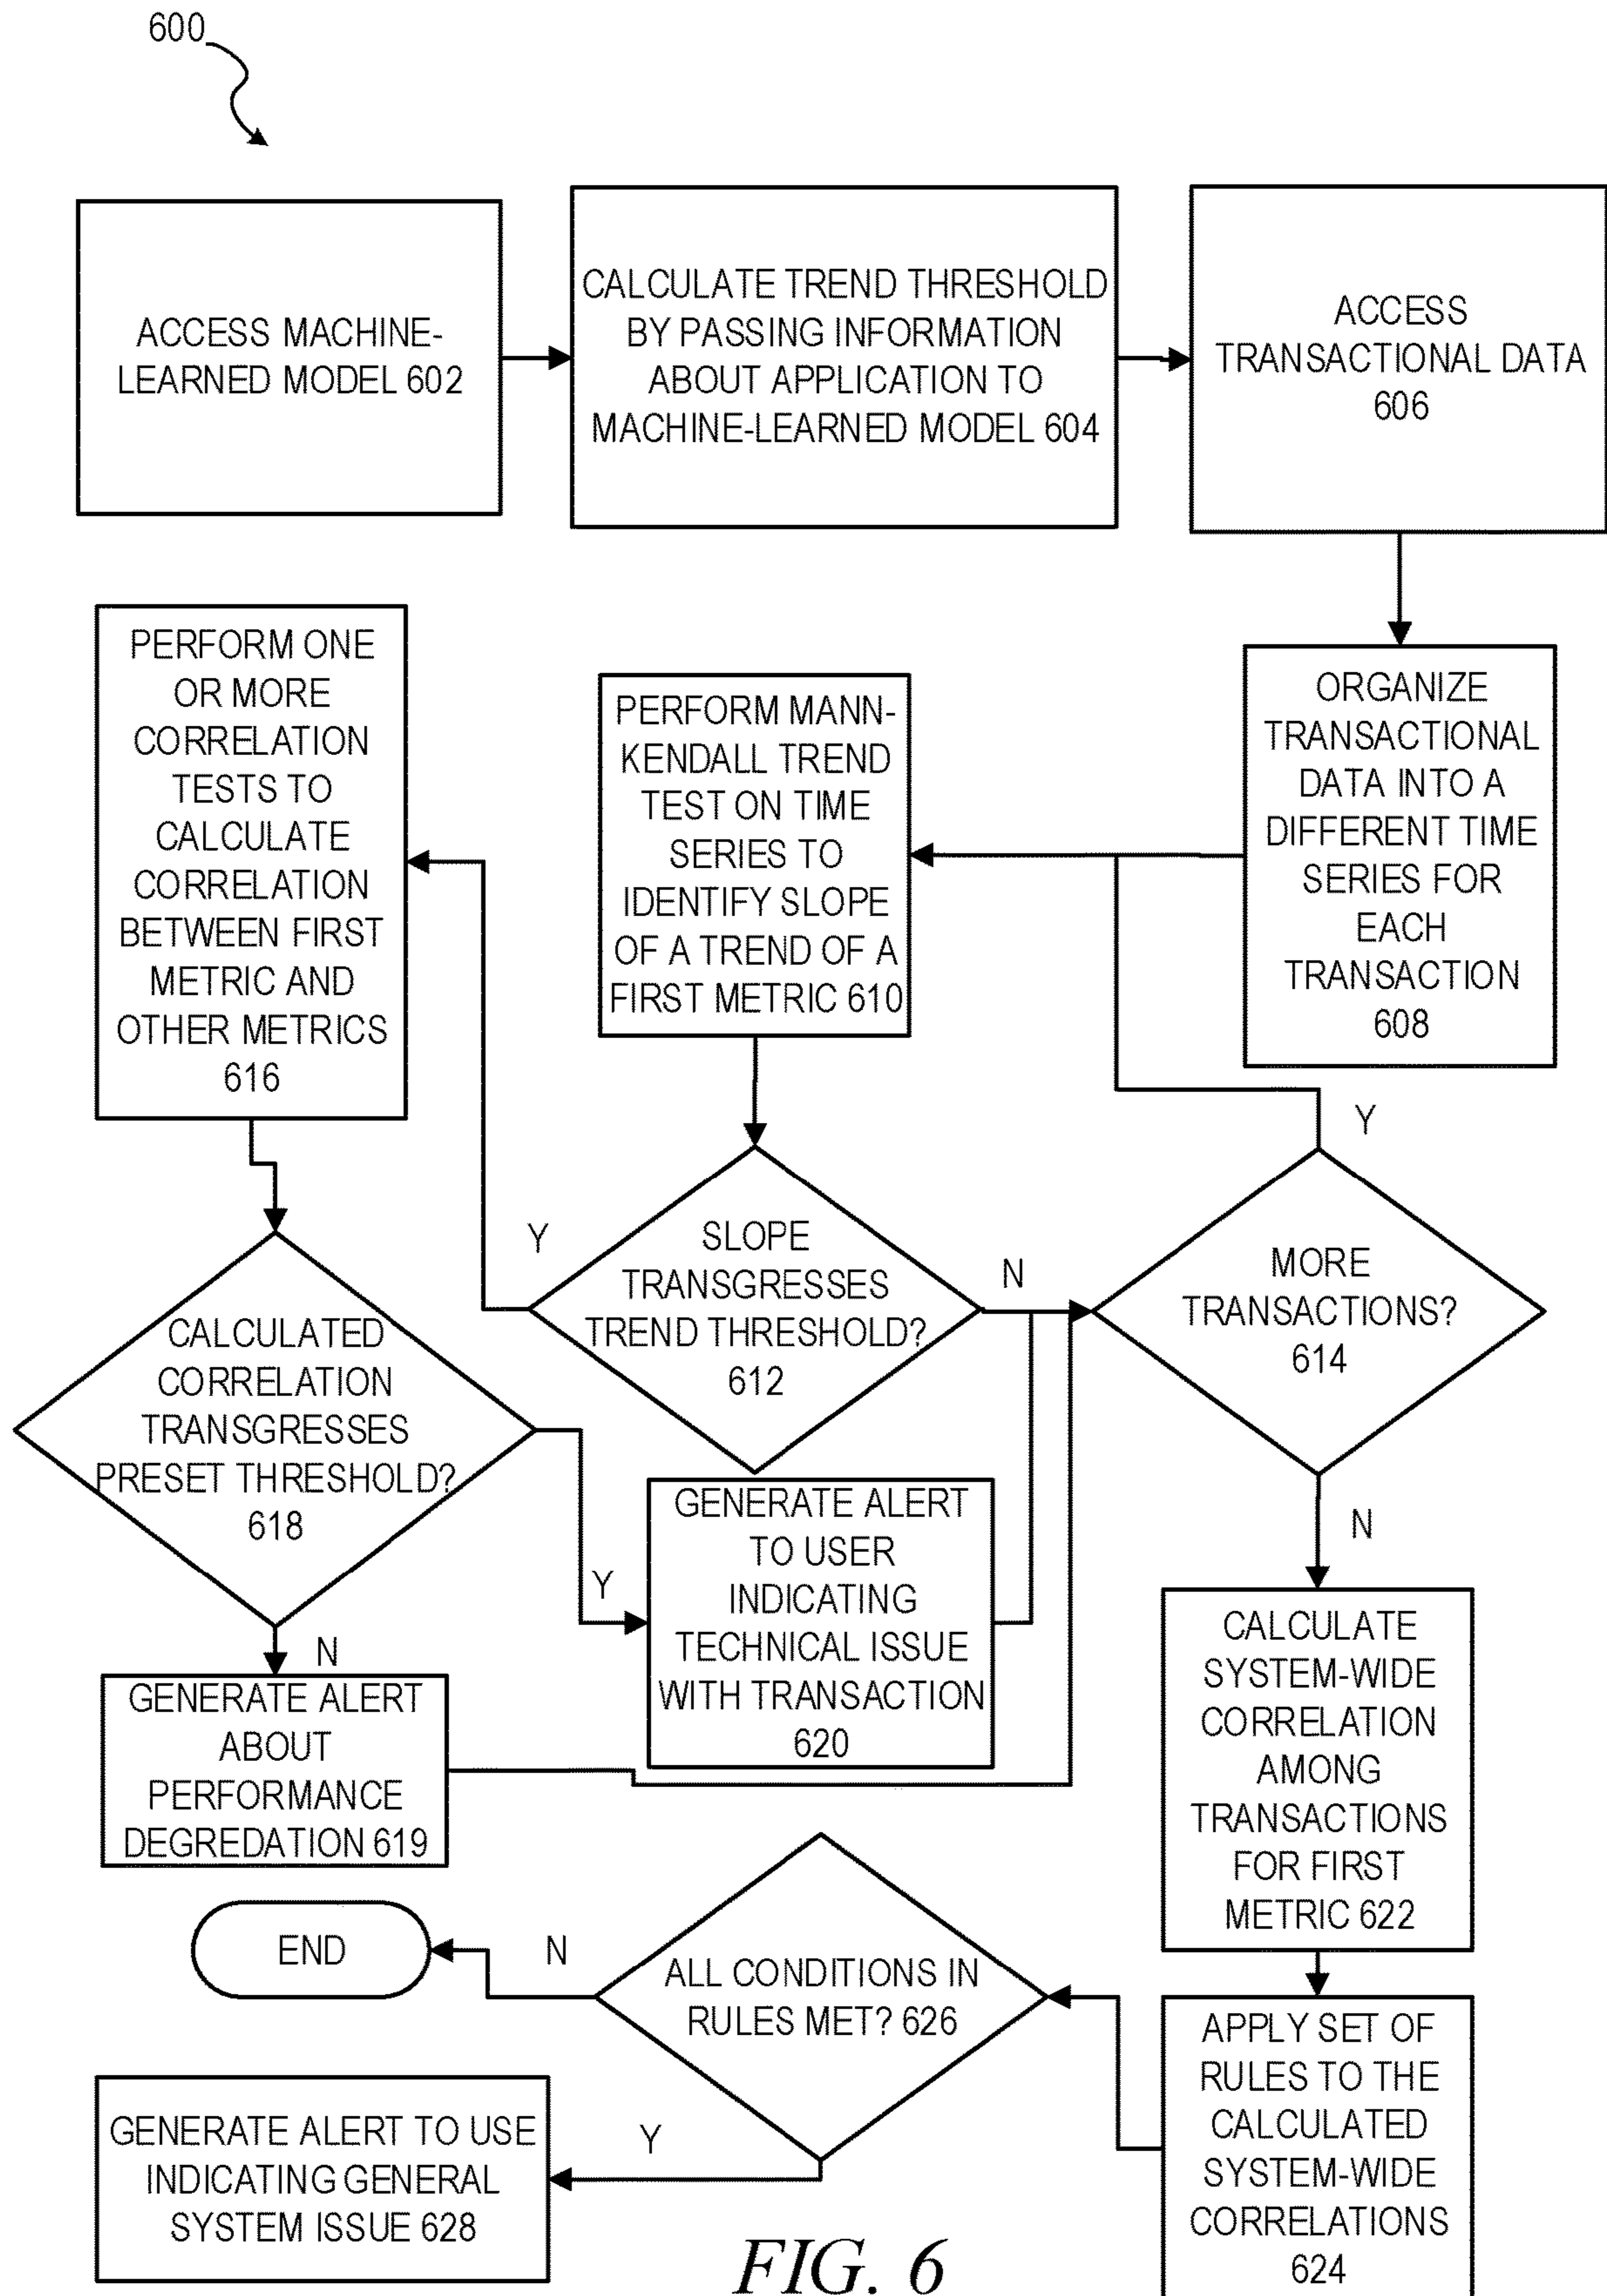 600
ACCESS MACHINE-
LEARNED MODEL 602
CALCULATE TREND THRESHOLD
BY PASSING INFORMATION
ABOUT APPLICATION TO
MACHINE-LEARNED MODEL 604
ACCESS
TRANSACTIONAL DATA
606
ORGANIZE
TRANSACTIONAL
DATA INTO A
DIFFERENT TIME
SERIES FOR
EACH
TRANSACTION
608
PERFORM MANN-
KENDALL TREND
TEST ON TIME
SERIES TO
IDENTIFY SLOPE
OF A TREND OF A
FIRST METRIC 610
PERFORM ONE
OR MORE
CORRELATION
TESTS TO
CALCULATE
CORRELATION
BETWEEN FIRST
METRIC AND
OTHER METRICS
616
SLOPE
TRANSGRESSES
TREND THRESHOLD?
612
Y
N
MORE
TRANSACTIONS?
614
Y
N
CALCULATED
CORRELATION
TRANSGRESSES
PRESET THRESHOLD?
618
Y
N
GENERATE ALERT
TO USER
INDICATING
TECHNICAL ISSUE
WITH TRANSACTION
620
GENERATE ALERT
ABOUT
PERFORMANCE
DEGREDATION 619
CALCULATE
SYSTEM-WIDE
CORRELATION
AMONG
TRANSACTIONS
FOR FIRST
METRIC 622
APPLY SET OF
RULES TO THE
CALCULATED
SYSTEM-WIDE
CORRELATIONS
624
ALL CONDITIONS IN
RULES MET? 626
N
Y
END
GENERATE ALERT TO USE
INDICATING GENERAL
SYSTEM ISSUE 628
FIG. 6